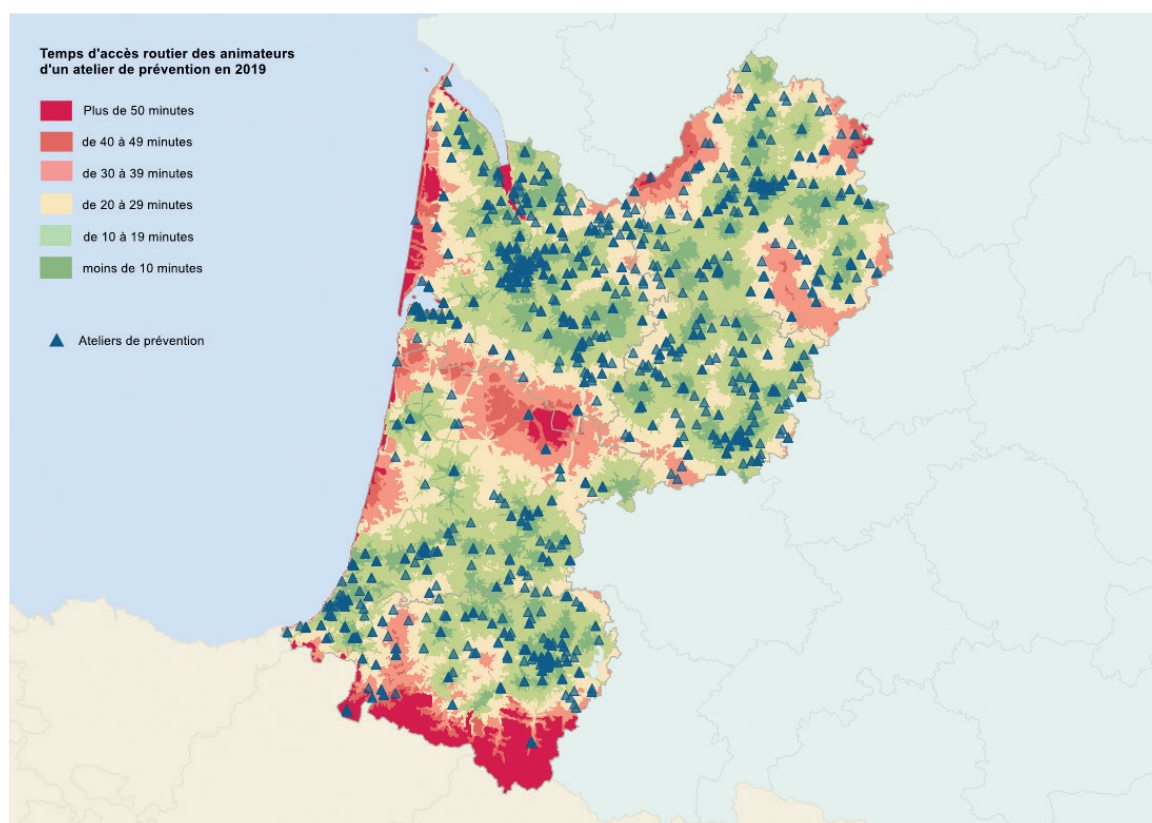 Temps d'accès routier des animateurs
d'un atelier de prévention en 2019
Plus de 50 minutes
de 40 à 49 minutes
de 30 à 39 minutes
de 20 à 29 minutes
de 10 à 19 minutes
moins de 10 minutes
Ateliers de prévention